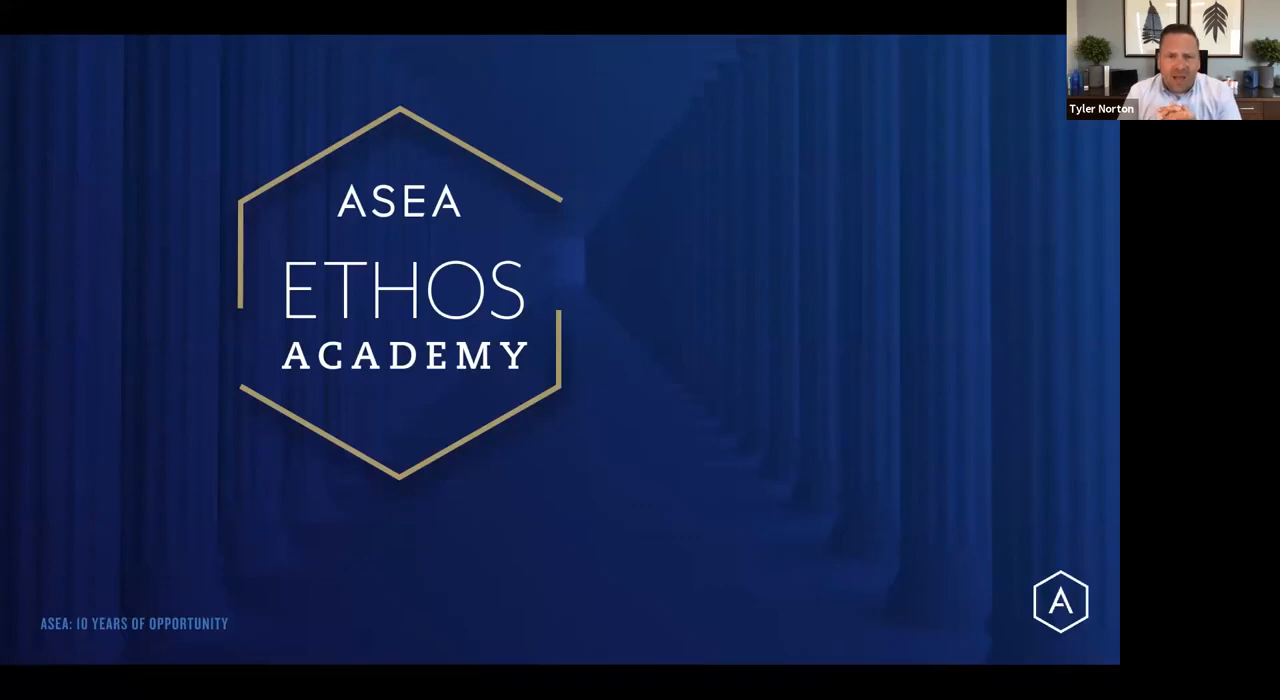 Tyler Norton
ASEA
ETHOS
ACADEMY
ASEA: 10 YEARS OF OPPORTUNITY
A